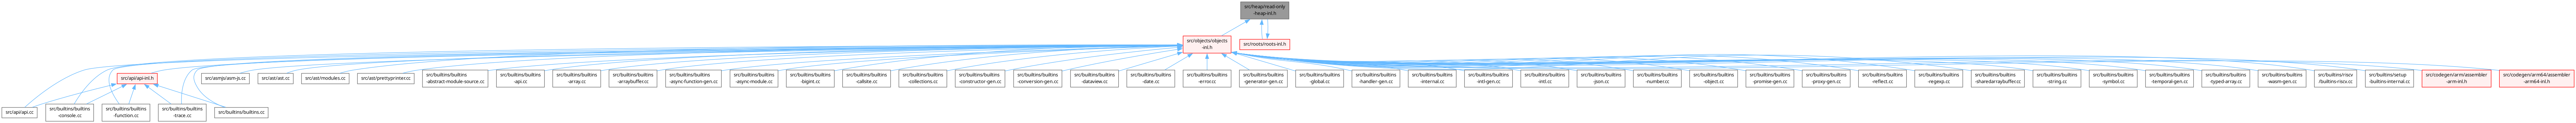 src/heap/read-only
-heap-inl.h
src/objects/objects
-inl.h
src/roots/roots-inl.h
src/api/api-inl.h
src/asmjs/asm-js.cc
src/ast/ast.cc
src/ast/modules.cc
src/ast/prettyprinter.cc
src/builtins/builtins
-abstract-module-source.cc
src/builtins/builtins
-api.cc
src/builtins/builtins
-array.cc
src/builtins/builtins
-arraybuffer.cc
src/builtins/builtins
-async-function-gen.cc
src/builtins/builtins
-async-module.cc
src/builtins/builtins
-bigint.cc
src/builtins/builtins
-callsite.cc
src/builtins/builtins
-collections.cc
src/builtins/builtins
-constructor-gen.cc
src/builtins/builtins
-conversion-gen.cc
src/builtins/builtins
-dataview.cc
src/builtins/builtins
-date.cc
src/builtins/builtins
-error.cc
src/builtins/builtins
-generator-gen.cc
src/builtins/builtins
-global.cc
src/builtins/builtins
-handler-gen.cc
src/builtins/builtins
-internal.cc
src/builtins/builtins
-intl-gen.cc
src/builtins/builtins
-intl.cc
src/builtins/builtins
-json.cc
src/builtins/builtins
-number.cc
src/builtins/builtins
-object.cc
src/builtins/builtins
-promise-gen.cc
src/builtins/builtins
-proxy-gen.cc
src/builtins/builtins
-reflect.cc
src/builtins/builtins
-regexp.cc
src/builtins/builtins
-sharedarraybuffer.cc
src/builtins/builtins
-string.cc
src/builtins/builtins
-symbol.cc
src/builtins/builtins
-temporal-gen.cc
src/builtins/builtins
-typed-array.cc
src/builtins/builtins
-wasm-gen.cc
src/builtins/riscv
/builtins-riscv.cc
src/builtins/setup
-builtins-internal.cc
src/codegen/arm/assembler
-arm-inl.h
src/codegen/arm64/assembler
-arm64-inl.h
src/api/api.cc
src/builtins/builtins
-console.cc
src/builtins/builtins
-function.cc
src/builtins/builtins
-trace.cc
src/builtins/builtins.cc